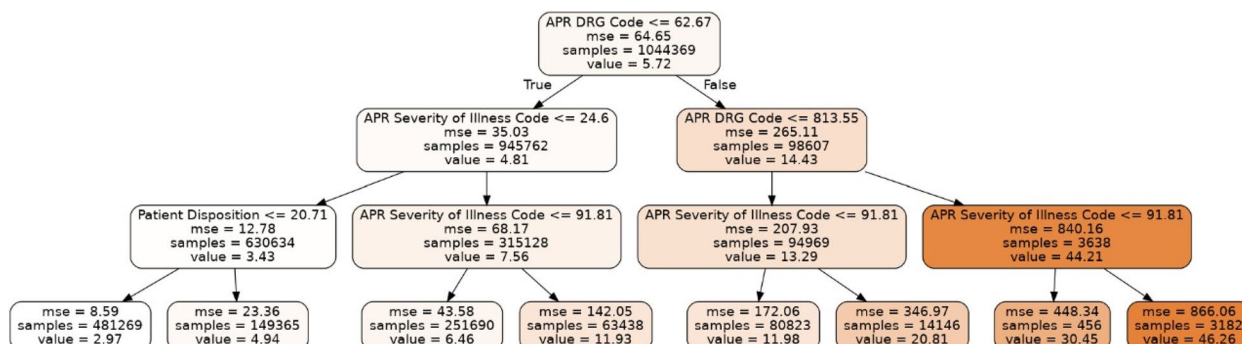 APR DRG Code <= 62.67
mse = 64.65
samples = 1044369
value = 5.72
True
False
APR Severity of Illness Code <= 24.6
mse = 35.03
samples = 945762
value = 4.81
APR DRG Code <= 813.55
mse = 265.11
samples = 98607
value = 14.43
Patient Disposition <= 20.71
mse = 12.78
samples = 630634
value = 3.43
APR Severity of Illness Code <= 91.81
mse = 68.17
samples = 315128
value = 7.56
APR Severity of Illness Code <= 91.81
mse = 207.93
samples = 94969
value = 13.29
APR Severity of Illness Code <= 91.81
mse = 840.16
samples = 3638
value = 44.21
mse = 8.59
samples = 481269
value = 2.97
mse = 23.36
samples = 149365
value = 4.94
mse = 43.58
samples = 251690
value = 6.46
mse = 142.05
samples = 63438
value = 11.93
mse = 172.06
samples = 80823
value = 11.98
mse = 346.97
samples = 14146
value = 20.81
mse = 448.34
samples = 456
value = 30.45
mse = 866.06
samples = 3182
value = 46.26